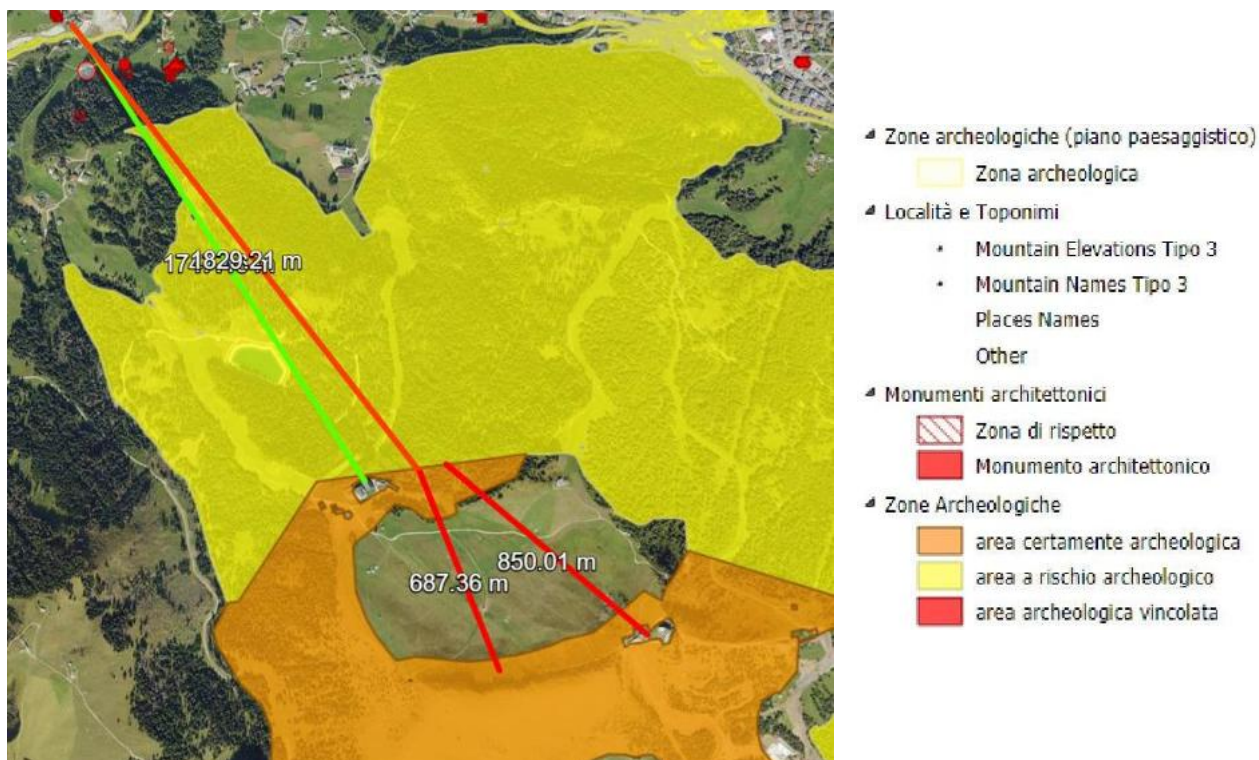 1829.21 m
850.01 m
687.36 m
Zone archeologiche (piano paesaggistico)
Zona archeologica
Località e Toponimi
Mountain Elevations Tipo 3
Mountain Names Tipo 3
Places Names
Other
Monumenti architettonici
Zona di rispetto
Monumento architettonico
Zone Archeologiche
area certamente archeologica
area a rischio archeologico
area archeologica vincolata